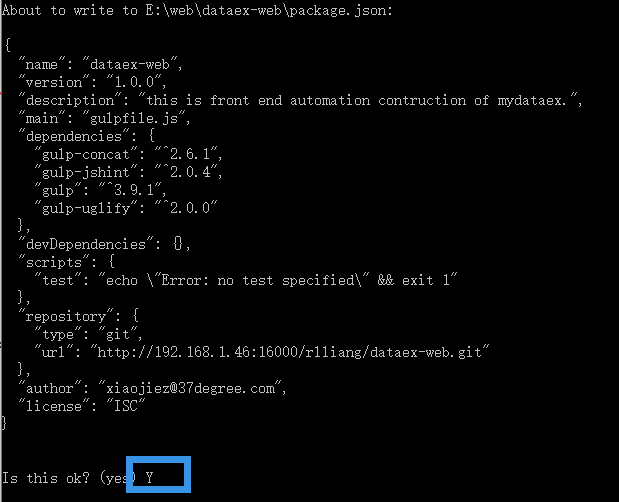 About to write to E:\web\dataex-web\package.json:
{
"name": "dataex-web",
"version": "1.0.0",
"description": "this is front end automation contruction of mydataex.",
"main": "gulpfile.js",
"dependencies": {
"gulp-concat": "^2.6.1",
"gulp-jshint": "^2.0.4",
"gulp": "^3.9.1",
"gulp-uglify": "^2.0.0"
},
"devDependencies": {},
"scripts": {
"test": "echo \"Error: no test specified\" && exit 1"
},
"repository": {
"type": "git",
"url": "http://192.168.1.46:16000/rlliang/dataex-web.git"
},
"author": "xiaojiez@37degree.com",
"license": "ISC"
}
Is this ok? (yes) Y